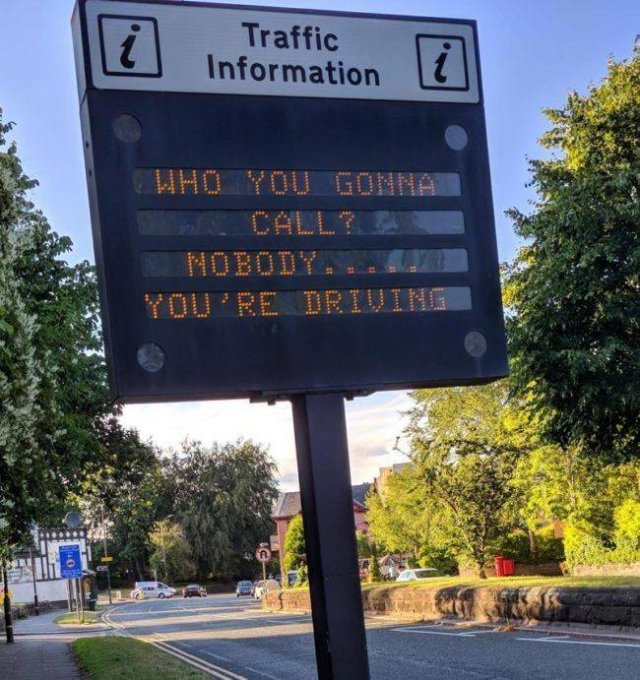 Traffic
Information
WHO YOU GONNA
CALL?
NOBODY.....
YOU'RE DRIVING